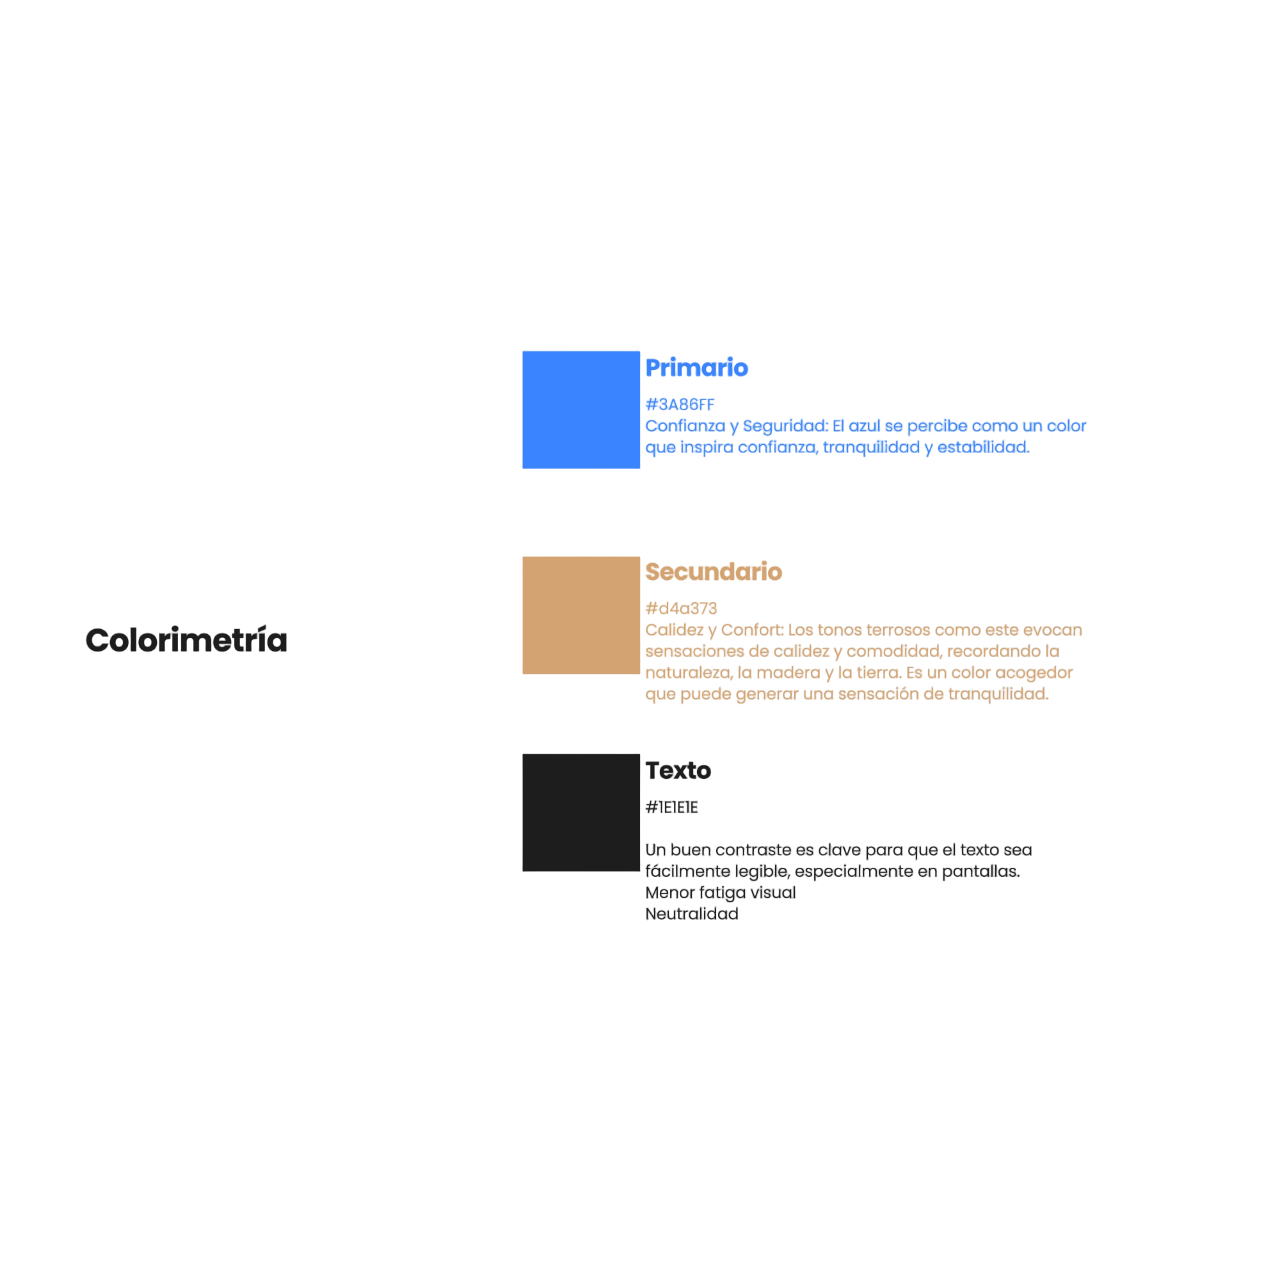 Colorimetría
Primario
#3A86FF
Confianza y Seguridad: El azul se percibe como un color
que inspira confianza, tranquilidad y estabilidad.
Secundario
#d4a373
Calidez y Confort: Los tonos terrosos como este evocan
sensaciones de calidez y comodidad, recordando la
naturaleza, la madera y la tierra. Es un color acogedor
que puede generar una sensación de tranquilidad.
Texto
#1E1E1E
Un buen contraste es clave para que el texto sea
fácilmente legible, especialmente en pantallas.
Menor fatiga visual
Neutralidad